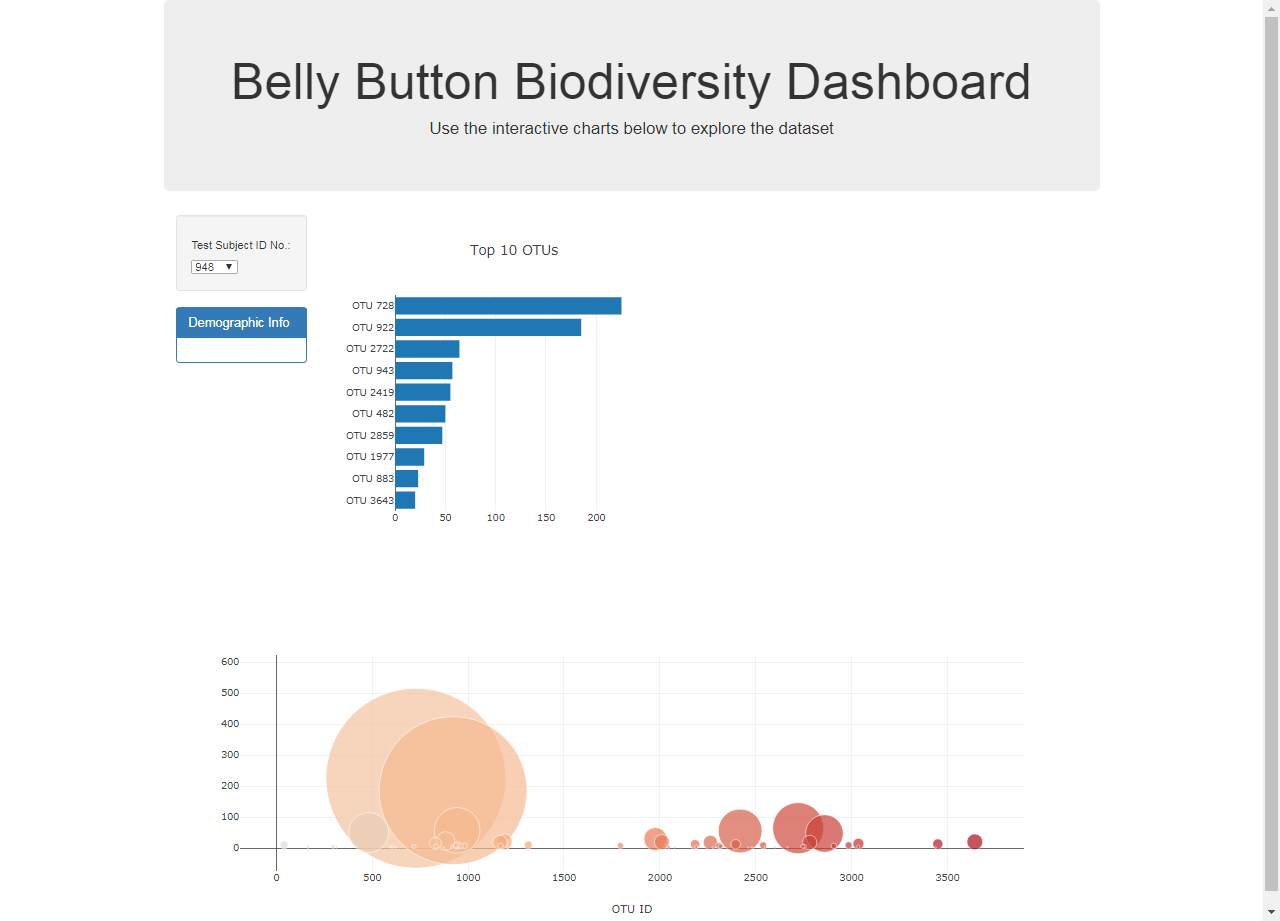 Belly Button Biodiversity Dashboard
Use the interactive charts below to explore the dataset
Test Subject ID No.:
948
Demographic Info
Top 10 OTUs
OTU 728
OTU 922
OTU 2722
OTU 943
OTU 2419
OTU 482
OTU 2859
OTU 1977
OTU 883
OTU 3643
0 50 100 150 200
600
500
400
300
200
100
0
0 500 1000 1500 2000 2500 3000 3500
OTU ID